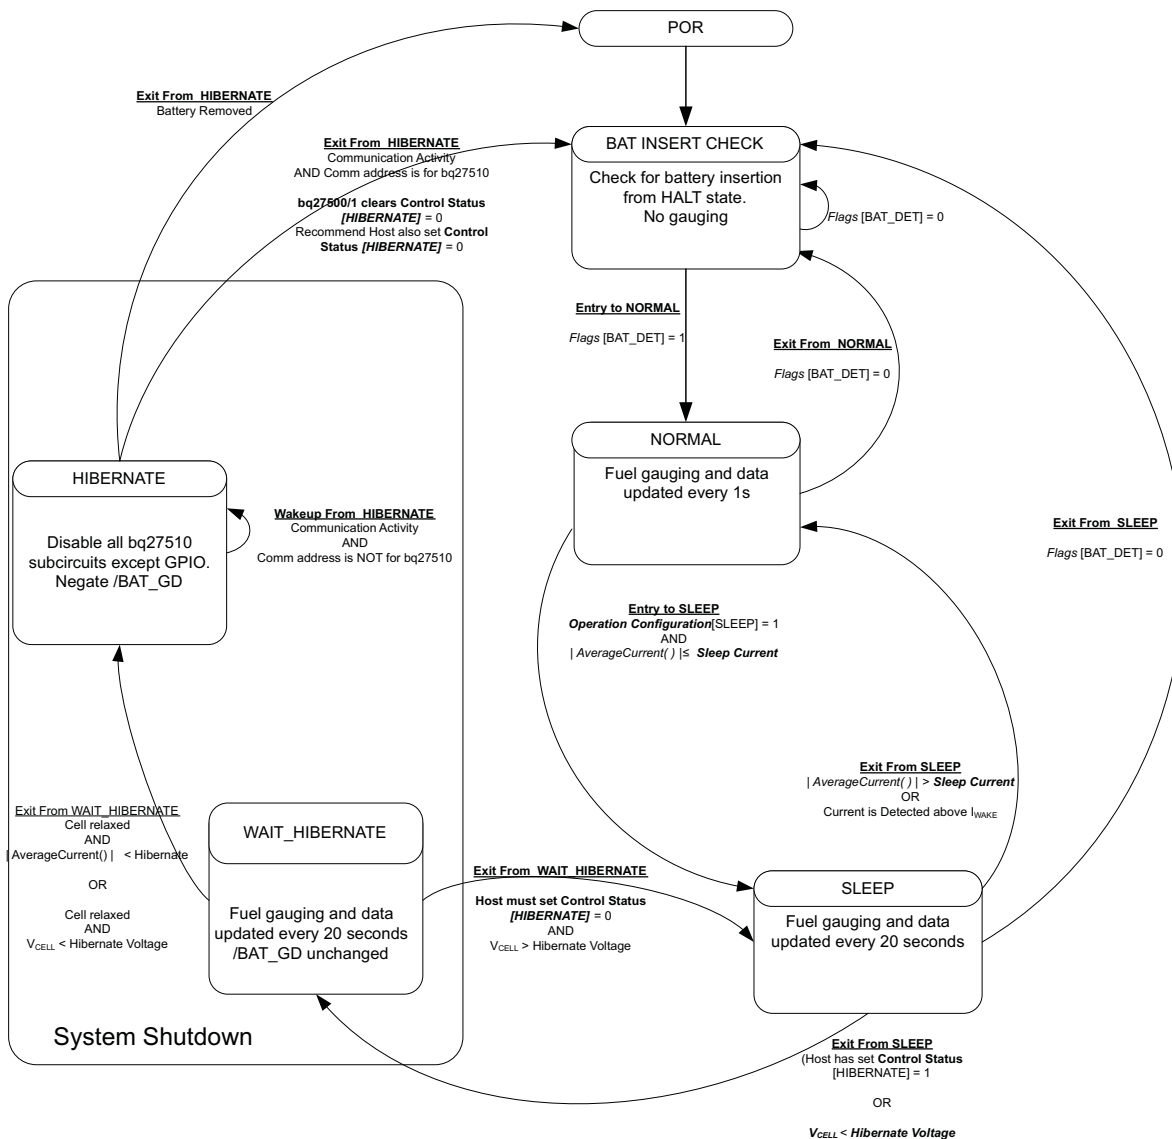 POR
Exit From HIBERNATE
Battery Removed
Exit From HIBERNATE
Communication Activity
AND Comm address is for bq27510
bq27500/1 clears Control Status
[HIBERNATE] = 0
Recommend Host also set Control
Status [HIBERNATE] = 0
BAT INSERT CHECK
Check for battery insertion
from HALT state.
No gauging
Flags [BAT_DET] = 0
Entry to NORMAL
Flags [BAT_DET] = 1
Exit From NORMAL
Flags [BAT_DET] = 0
NORMAL
Fuel gauging and data
updated every 1s
HIBERNATE
Disable all bq27510
subcircuits except GPIO.
Negate /BAT_GD
Wakeup From HIBERNATE
Communication Activity
AND
Comm address is NOT for bq27510
Exit From SLEEP
Flags [BAT_DET] = 0
Entry to SLEEP
Operation Configuration[SLEEP] = 1
AND
| AverageCurrent( ) |≤ Sleep Current
Exit From SLEEP
| AverageCurrent( ) | > Sleep Current
OR
Current is Detected above IWAKE
Exit From WAIT_HIBERNATE
Cell relaxed
AND
| AverageCurrent() | < Hibernate
OR
Cell relaxed
AND
VCELL < Hibernate Voltage
WAIT_HIBERNATE
Fuel gauging and data
updated every 20 seconds
/BAT_GD unchanged
Exit From WAIT_HIBERNATE
Host must set Control Status
[HIBERNATE] = 0
AND
VCELL > Hibernate Voltage
SLEEP
Fuel gauging and data
updated every 20 seconds
System Shutdown
Exit From SLEEP
(Host has set Control Status
[HIBERNATE] = 1
OR
VCELL < Hibernate Voltage